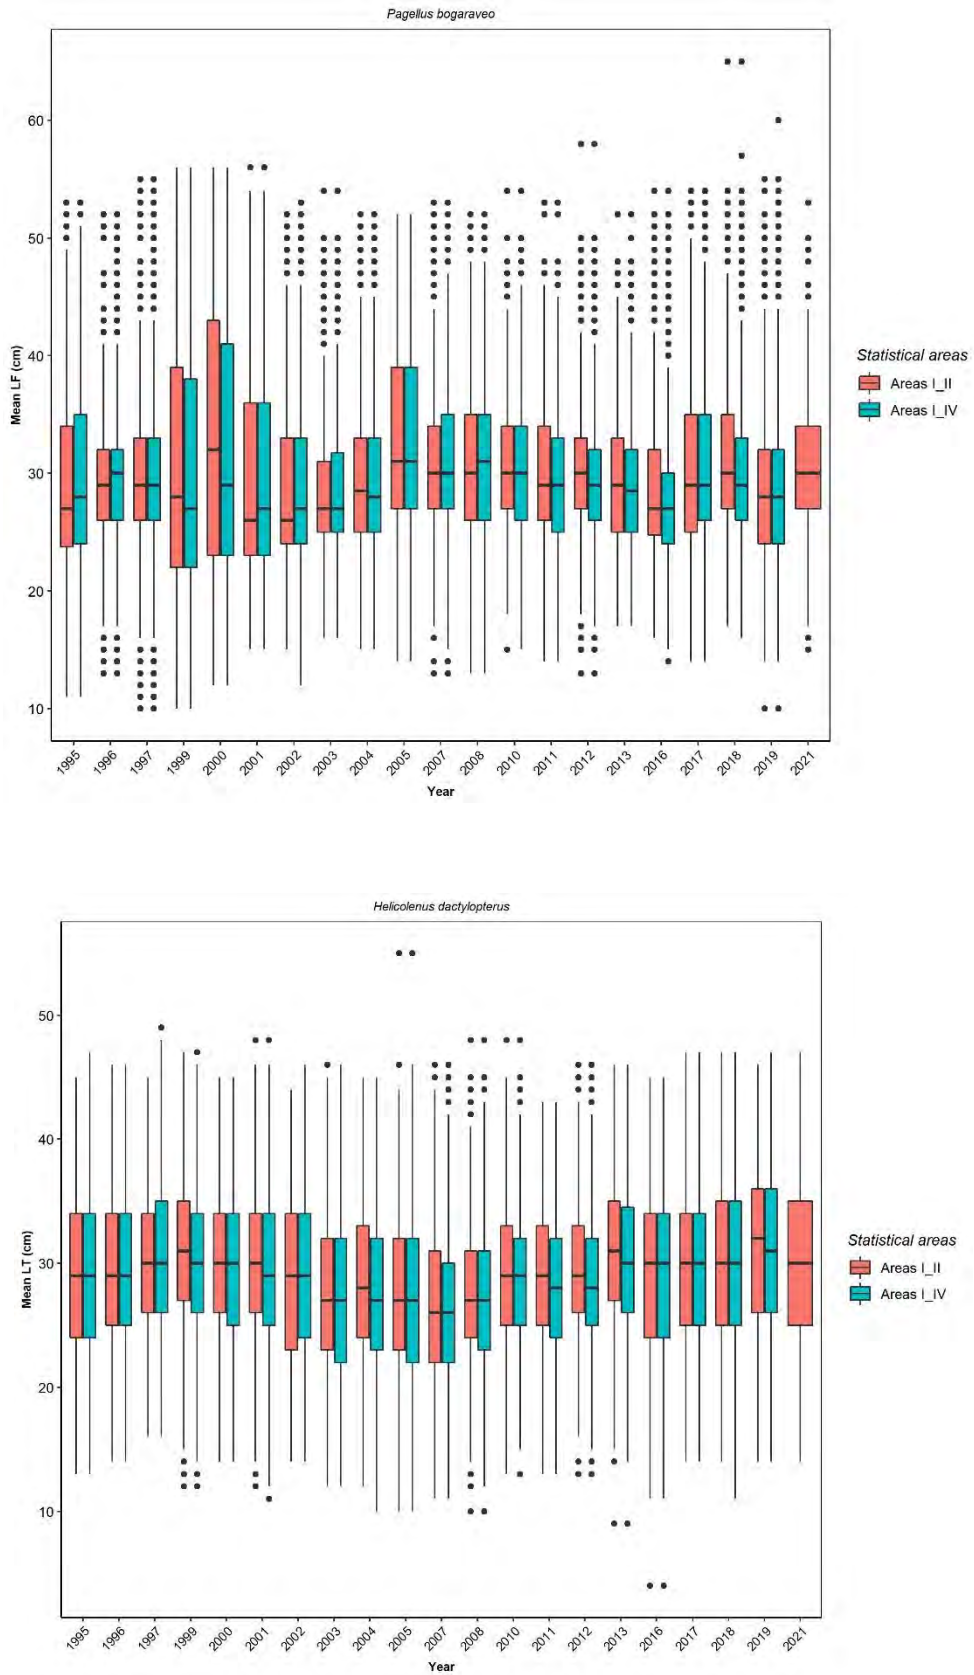 Pagellus bogaraveo
60
50
40
30
20
10
Mean LF (cm)
1995 1996 1997 1999 2000 2001 2002 2003 2004 2005 2007 2008 2010 2011 2012 2013 2016 2017 2018 2019 2021
Year
Statistical areas
Areas I_II
Areas I_IV
Helicolenus dactylopterus
50
40
30
20
10
Mean LT (cm)
1995 1996 1997 1999 2000 2001 2002 2003 2004 2005 2007 2008 2010 2011 2012 2013 2016 2017 2018 2019 2021
Year
Statistical areas
Areas I_II
Areas I_IV